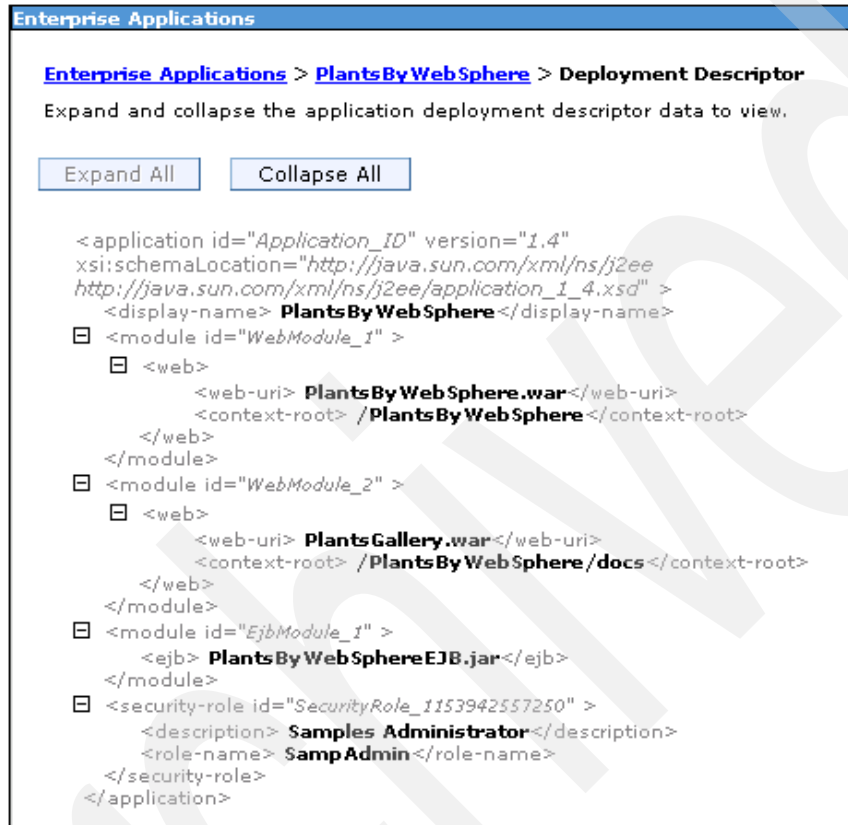 Enterprise Applications
Enterprise Applications > PlantsByWebSphere > Deployment Descriptor
Expand and collapse the application deployment descriptor data to view.
Expand All Collapse All
<application id="Application_ID" version="1.4"
xsi:schemaLocation="http://java.sun.com/xml/ns/j2ee
http://java.sun.com/xml/ns/j2ee/application_1_4.xsd" >
<display-name> PlantsByWebSphere</display-name>
<module id="WebModule_1" >
<web>
<web-uri> PlantsByWebSphere.war</web-uri>
<context-root> /PlantsByWebSphere</context-root>
</web>
</module>
<module id="WebModule_2" >
<web>
<web-uri> PlantsGallery.war</web-uri>
<context-root> /PlantsByWebSphere/docs</context-root>
</web>
</module>
<module id="EjbModule_1" >
<ejb> PlantsByWebSphereEJB.jar</ejb>
</module>
<security-role id="SecurityRole_1153942557250" >
<description> Samples Administrator</description>
<role-name> SampAdmin</role-name>
</security-role>
</application>